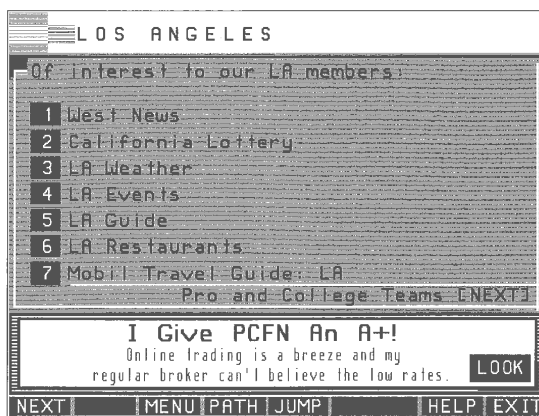 LOS ANGELES
Of interest to our LA members:
1 West News
2 California Lottery
3 LA Weather
4 LA Events
5 LA Guide
6 LA Restaurants
7 Mobil Travel Guide: LA
Pro and College Teams [NEXT]
I Give PCFN An A+!
Online trading is a breeze and my
regular broker can't believe the low rates.
LOOK
NEXT MENU PATH JUMP HELP EXIT